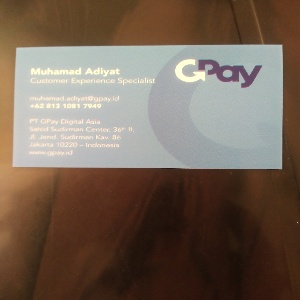 GPay
Muhamad Adiyat
Customer Experience Specialist
muhamad.adiyat@gpay.id
+62 813 1081 7949
PT GPay Digital Asia
Sahid Sudirman Center, 36th fl.
Jl. Jend. Sudirman Kav. 86
Jakarta 10220 – Indonesia
www.gpay.id